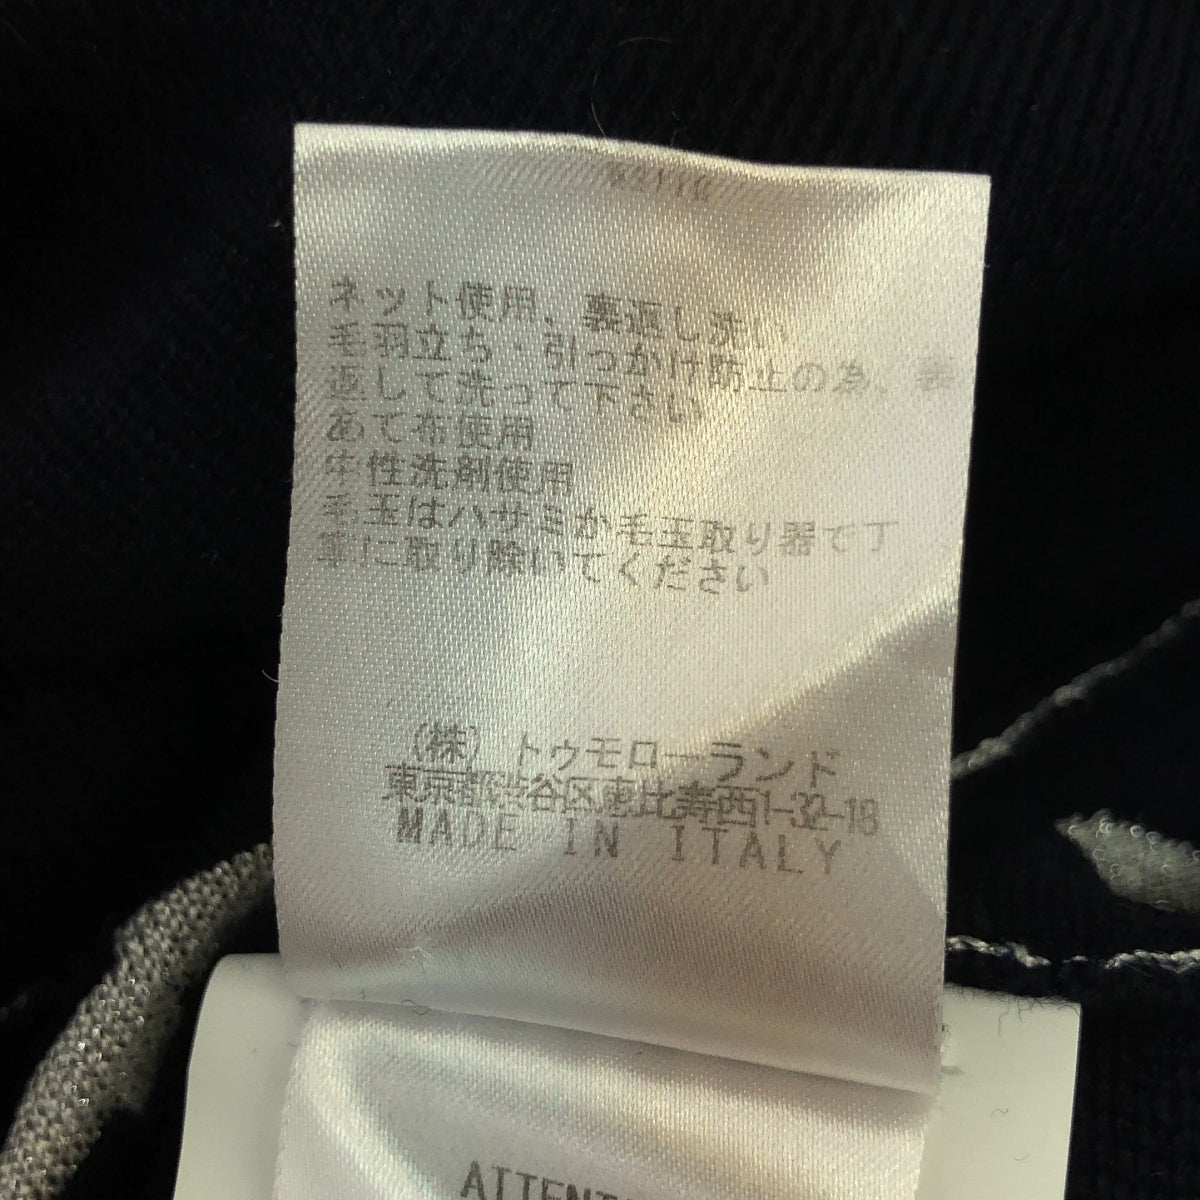 ネット使用、裏返し洗い
毛羽立ち・引っかけ防止の為、裏
返して洗って下さい
あて布使用
中性洗剤使用
毛玉はハサミか毛玉取り器で丁
寧に取り除いてください
(株)トゥモローランド
東京都渋谷区恵比寿西1-32-18
MADE IN ITALY